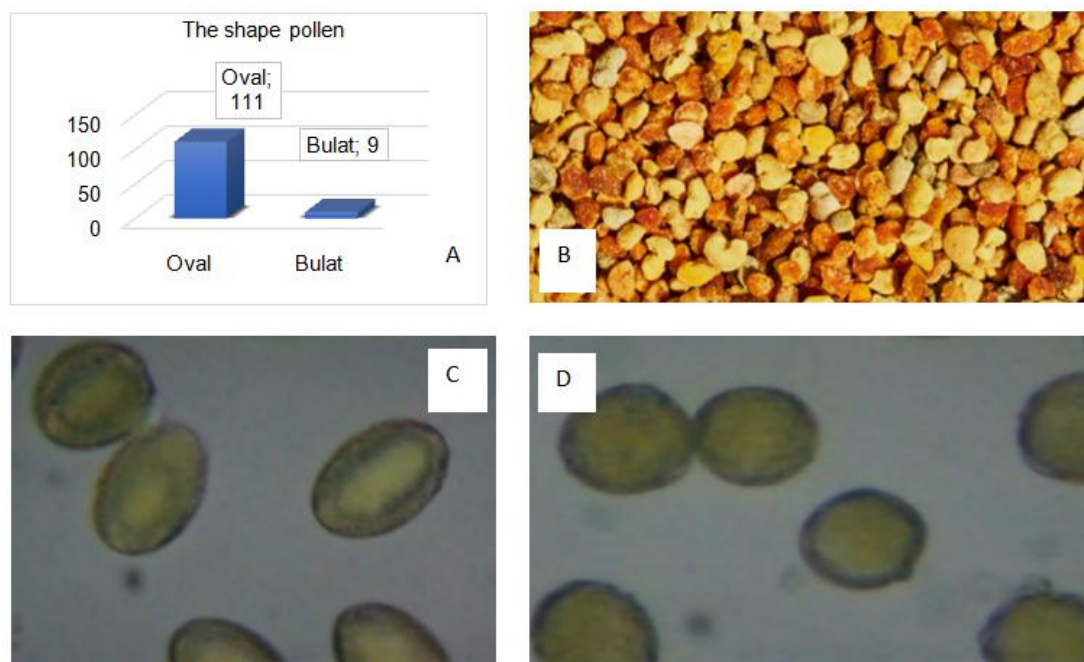 The shape pollen
Oval;
111
Bulat; 9
150
100
50
0
Oval Bulat
A
B
C
D